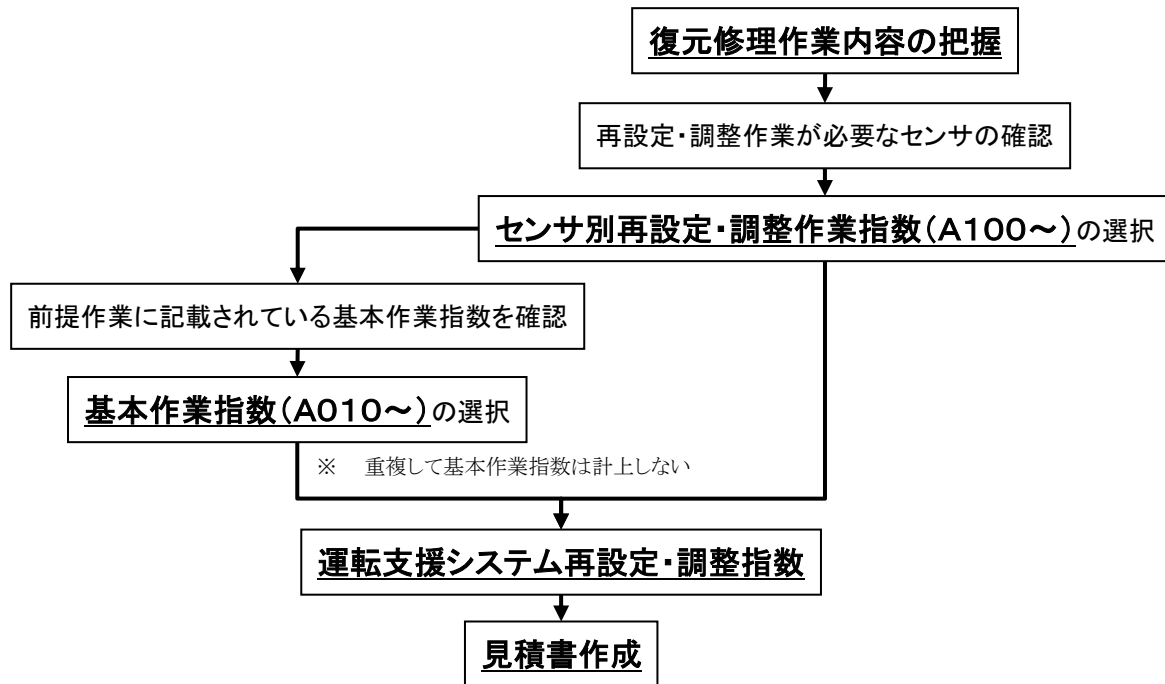 復元修理作業内容の把握
再設定・調整作業が必要なセンサの確認
センサ別再設定・調整作業指数(A100~)の選択
前提作業に記載されている基本作業指数を確認
基本作業指数(A010~)の選択
※ 重複して基本作業指数は計上しない
運転支援システム再設定・調整指数
見積書作成